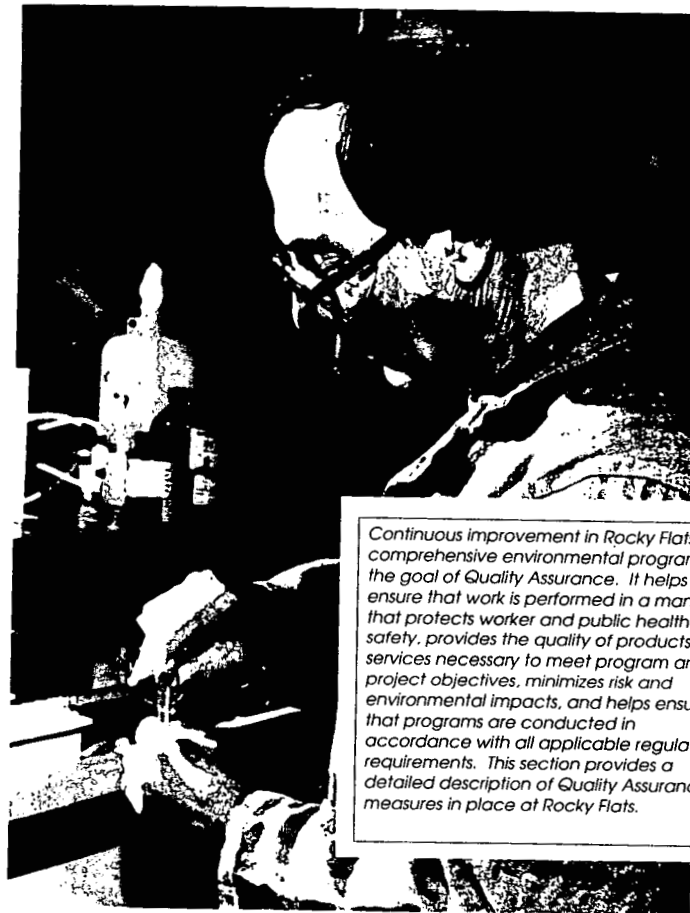 Continuous improvement in Rocky Flats
comprehensive environmental program
the goal of Quality Assurance. It helps
ensure that work is performed in a man
that protects worker and public health
safety, provides the quality of products
services necessary to meet program an
project objectives, minimizes risk and
environmental impacts, and helps ensu
that programs are conducted in
accordance with all applicable regula
requirements. This section provides a
detailed description of Quality Assuranc
measures in place at Rocky Flats.